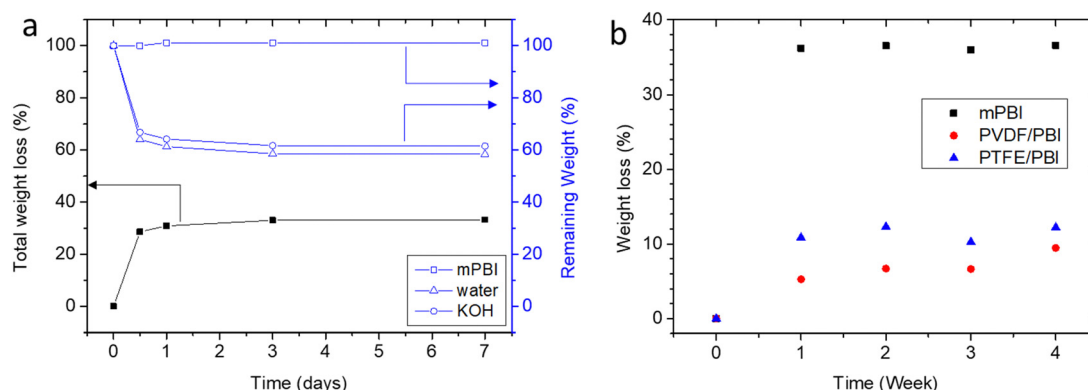 a
Total weight loss (%)
100
80
60
40
20
0
0 1 2 3 4 5 6 7
Time (days)
100
80
60
40
20
0
Remaining Weight (%)
mPBI
water
KOH
b
Weight loss (%)
40
30
20
10
0
0 1 2 3 4
Time (Week)
mPBI
PVDF/PBI
PTFE/PBI